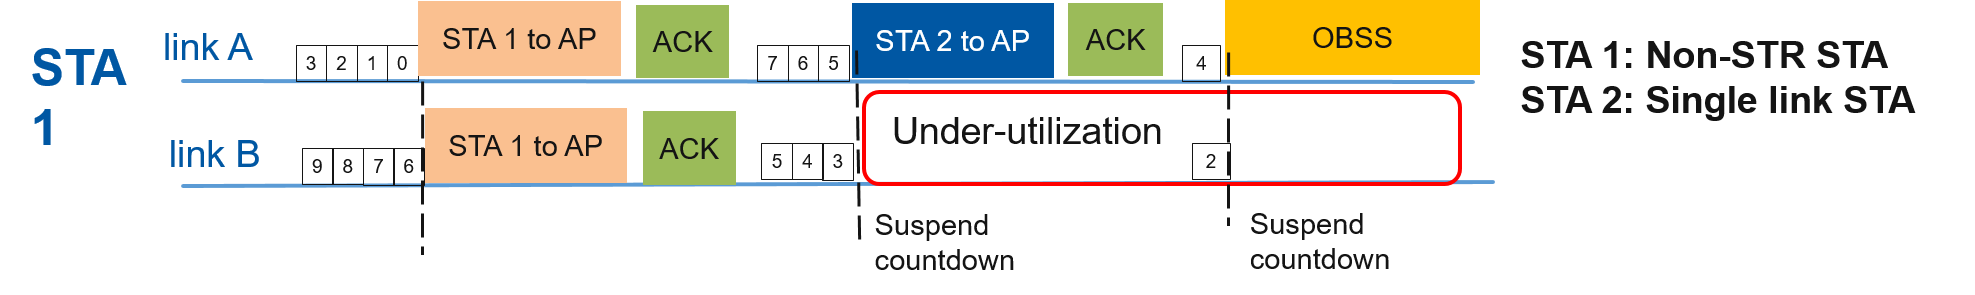 STA
1
link A
3 2 1 0
STA 1 to AP
ACK
7 6 5
STA 2 to AP
ACK
4
OBSS
STA 1: Non-STR STA
STA 2: Single link STA
link B
9 8 7 6
STA 1 to AP
ACK
5 4 3
Under-utilization
2
Suspend
countdown
Suspend
countdown